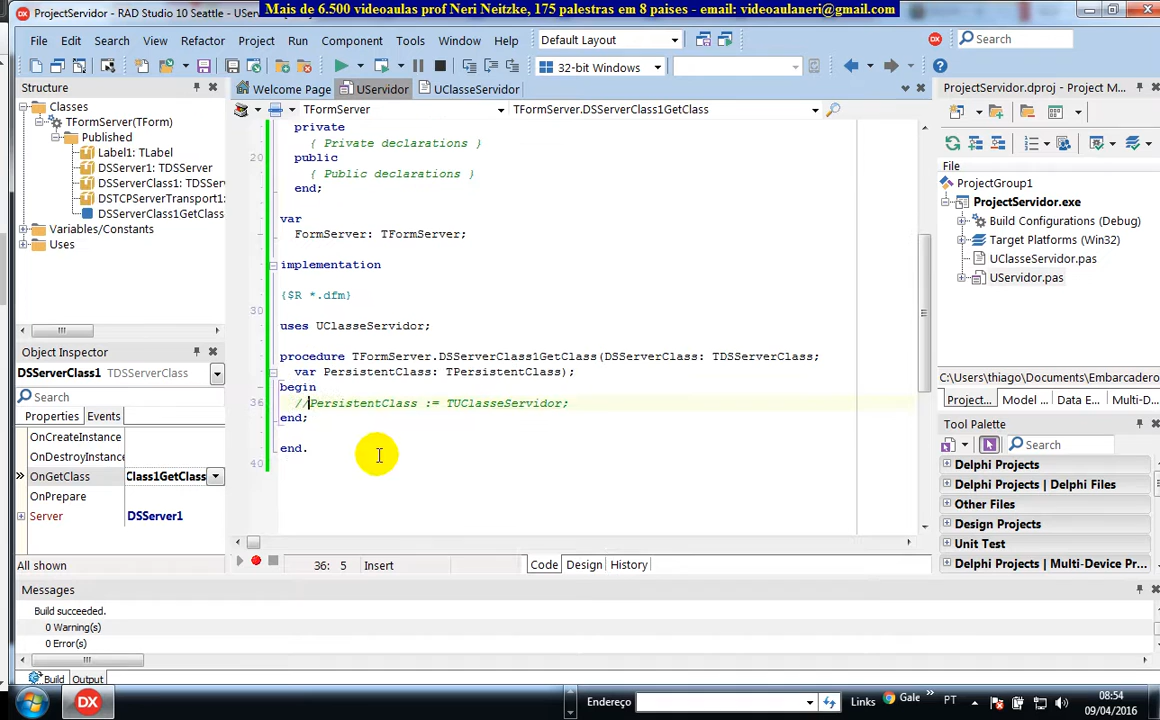 Mais de 6.500 videoaulas prof Neri Neitzke, 175 palestras em 8 paises - email: videoaulaneri@gmail.com
ProjectServidor - RAD Studio 10 Seattle - USer
File Edit Search View Refactor Project Run Component Tools Window Help Default Layout Search
32-bit Windows
Structure
Classes
TFormServer(TForm)
Published
Label1: TLabel
DSServer1: TDSServer
DSServerClass1: TDSSer
DSTCPServerTransport1:
DSServerClass1GetClass
Variables/Constants
Uses
Welcome Page UServidor UClasseServidor
TFormServer TFormServer.DSServerClass1GetClass
private
{ Private declarations }
20 public
{ Public declarations }
end;
var
FormServer: TFormServer;
implementation
{$R *.dfm}
30
uses UClasseServidor;
procedure TFormServer.DSServerClass1GetClass(DSServerClass: TDSServerClass;
var PersistentClass: TPersistentClass);
begin
36 //PersistentClass := TUClasseServidor;
end;
end.
40
36: 5 Insert Code Design History
Object Inspector
DSServerClass1 TDSServerClass
Search
Properties Events
OnCreateInstance
OnDestroyInstance
OnGetClass Class1GetClass
OnPrepare
Server DSServer1
All shown
ProjectServidor.dproj - Project M...
File
ProjectGroup1
ProjectServidor.exe
Build Configurations (Debug)
Target Platforms (Win32)
UClasseServidor.pas
UServidor.pas
C:\Users\thiago\Documents\Embarcadero
Project... Model ... Data E... Multi-D...
Tool Palette
Search
Delphi Projects
Delphi Projects | Delphi Files
Other Files
Design Projects
Unit Test
Delphi Projects | Multi-Device Pr...
Messages
Build succeeded.
0 Warning(s)
0 Error(s)
Build Output
DX Endereço Links Gale » PT 08:54
09/04/2016